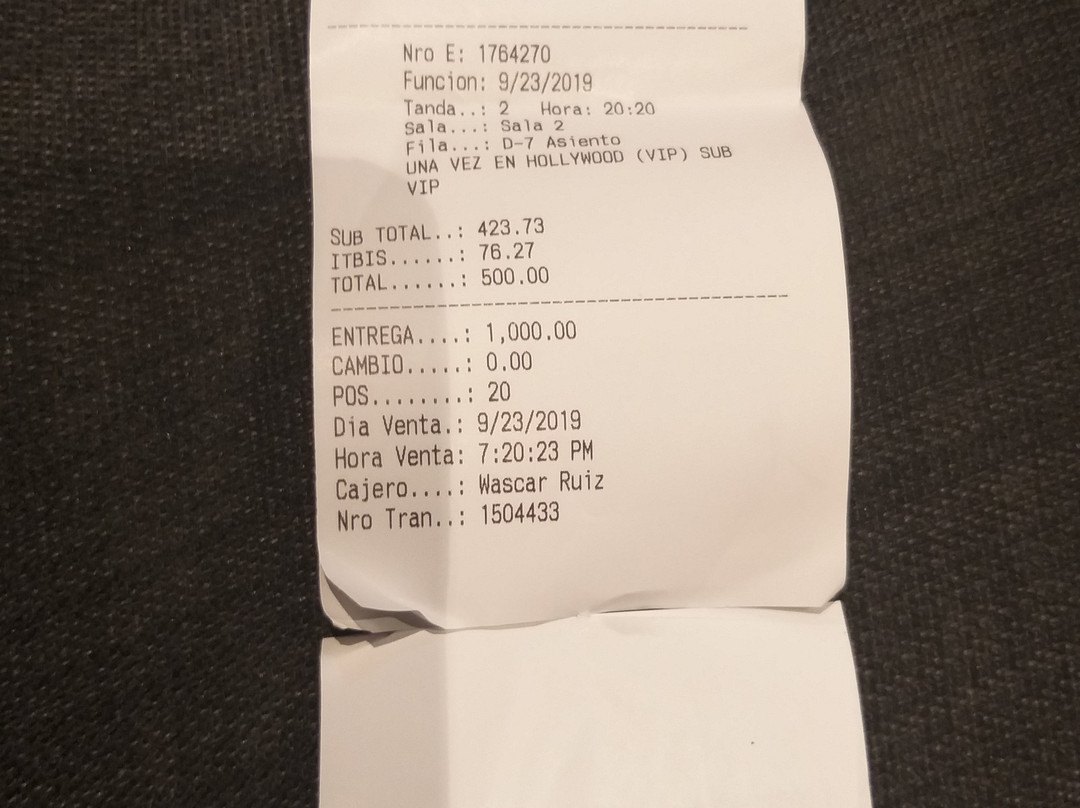 Nro E: 1764270
Funcion: 9/23/2019
Tanda..: 2 Hora: 20:20
Sala...: Sala 2
Fila...: D-7 Asiento
UNA VEZ EN HOLLYWOOD (VIP) SUB
VIP
SUB TOTAL..: 423.73
ITBIS......: 76.27
TOTAL......: 500.00
ENTREGA....: 1,000.00
CAMBIO.....: 0.00
POS........: 20
Dia Venta.: 9/23/2019
Hora Venta: 7:20:23 PM
Cajero....: Wascar Ruiz
Nro Tran..: 1504433